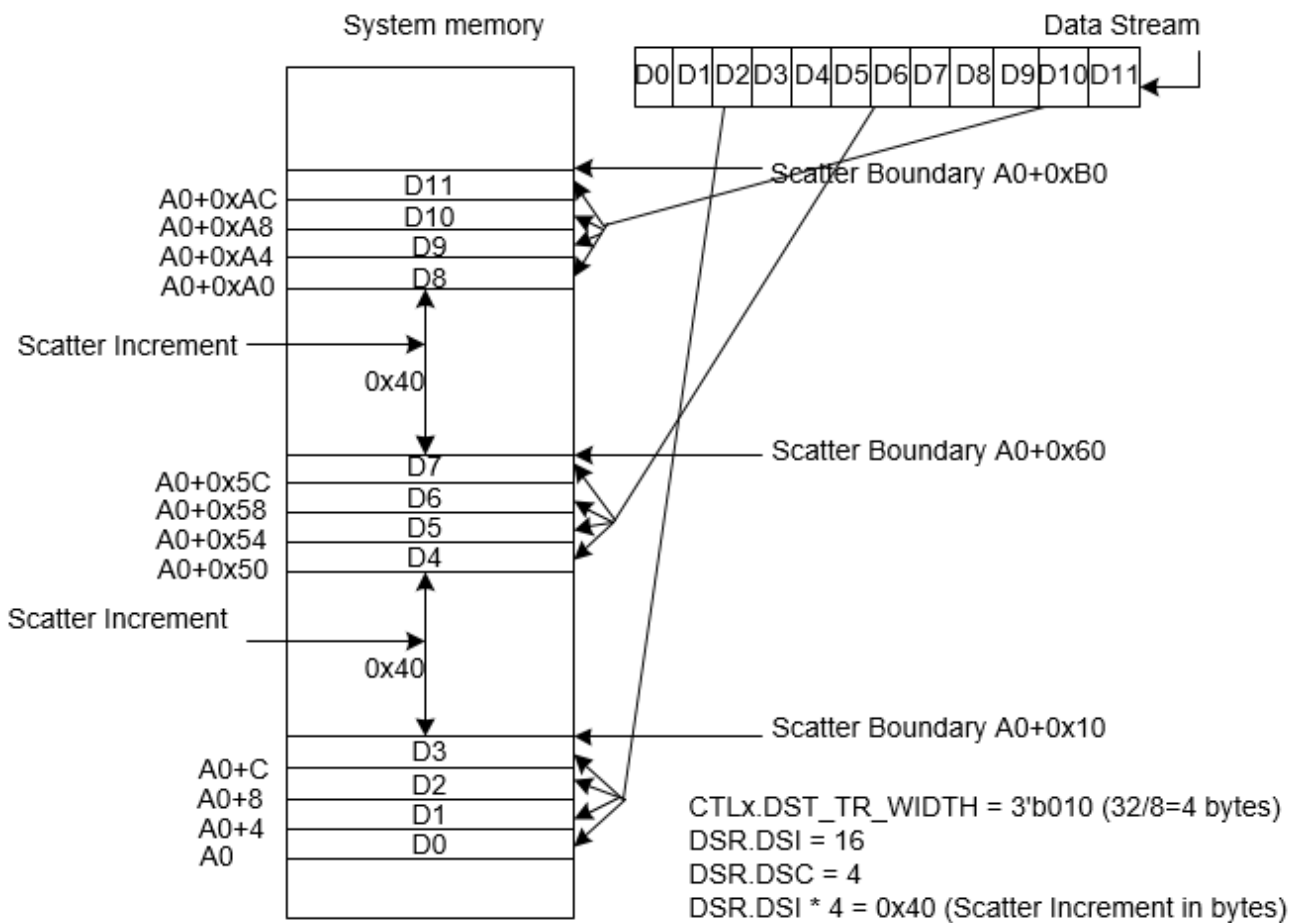 System memory
Data Stream
D0 D1 D2 D3 D4 D5 D6 D7 D8 D9 D10 D11
Scatter Boundary A0+0xB0
D11
A0+0xAC
D10
A0+0xA8
D9
A0+0xA4
D8
A0+0xA0
Scatter Increment
0x40
Scatter Boundary A0+0x60
D7
A0+0x5C
D6
A0+0x58
D5
A0+0x54
D4
A0+0x50
Scatter Increment
0x40
Scatter Boundary A0+0x10
D3
A0+C
D2
A0+8
D1
A0+4
D0
A0
CTLx.DST_TR_WIDTH = 3'b010 (32/8=4 bytes)
DSR.DSI = 16
DSR.DSC = 4
DSR.DSI * 4 = 0x40 (Scatter Increment in bytes)